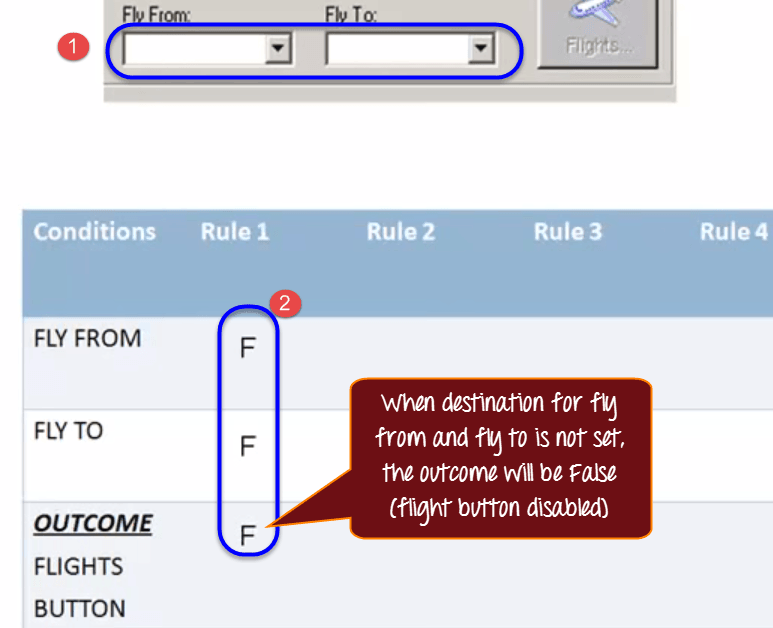 Fly From: Fly To:
1
Flights...
Conditions Rule 1 Rule 2 Rule 3 Rule 4
2
FLY FROM F
When destination for fly
from and fly to is not set,
the outcome will be False
(flight button disabled)
FLY TO F
OUTCOME F
FLIGHTS
BUTTON